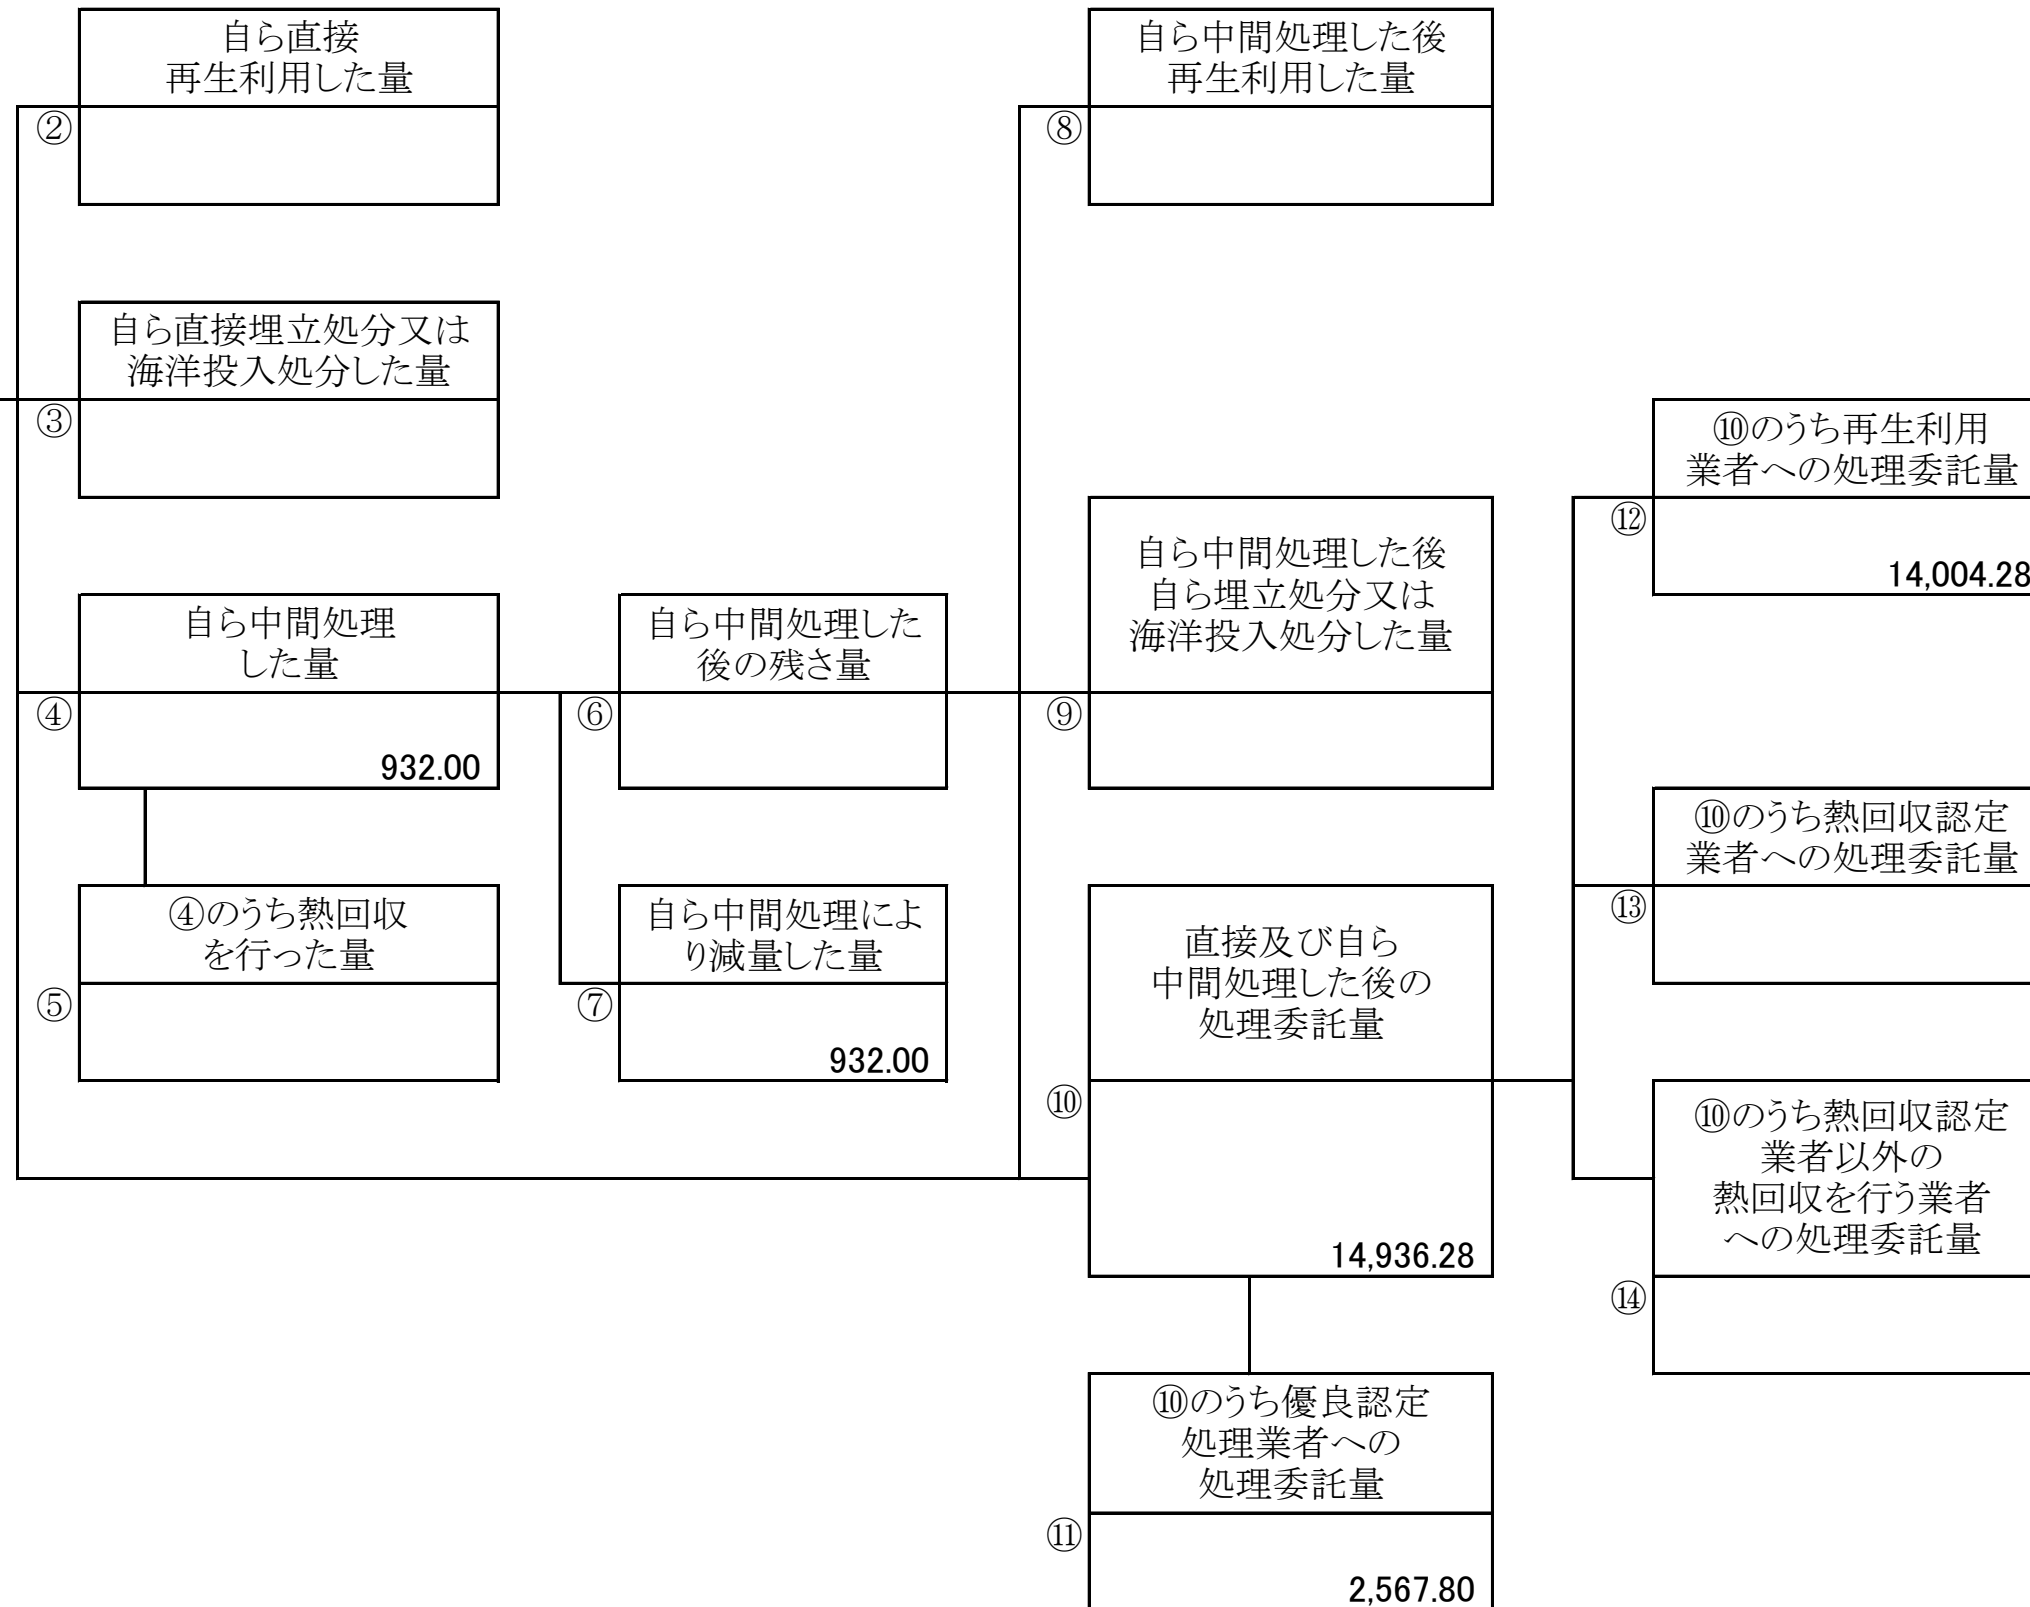 自ら直接
再生利用した量
②
自ら中間処理した後
再生利用した量
⑧
自ら直接埋立処分又は
海洋投入処分した量
③
⑩のうち再生利用
業者への処理委託量
⑫
14,004.28
自ら中間処理
した量
④
932.00
自ら中間処理した
後の残さ量
⑥
自ら中間処理した後
自ら埋立処分又は
海洋投入処分した量
⑨
⑩のうち熱回収認定
業者への処理委託量
⑬
④のうち熱回収
を行った量
⑤
自ら中間処理によ
り減量した量
⑦
932.00
直接及び自ら
中間処理した後の
処理委託量
⑩
14,936.28
⑩のうち熱回収認定
業者以外の
熱回収を行う業者
への処理委託量
⑭
⑩のうち優良認定
処理業者への
処理委託量
⑪
2,567.80